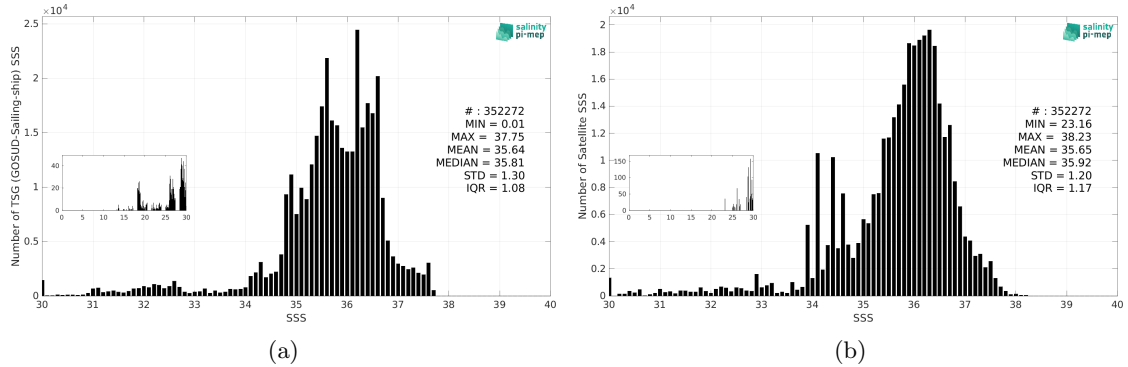 ×10⁴
2.5
2
1.5
1
0.5
0
Number of TSG (GOSUD-Sailing-ship) SSS
salinity
pi-mep
# : 352272
MIN = 0.01
MAX = 37.75
MEAN = 35.64
MEDIAN = 35.81
STD = 1.30
IQR = 1.08
40
20
0
0 5 10 15 20 25 30
30 31 32 33 34 35 36 37 38 39 40
SSS
(a)
×10⁴
2
1.8
1.6
1.4
1.2
1
0.8
0.6
0.4
0.2
0
Number of Satellite SSS
salinity
pi-mep
# : 352272
MIN = 23.16
MAX = 38.23
MEAN = 35.65
MEDIAN = 35.92
STD = 1.20
IQR = 1.17
150
100
50
0
0 5 10 15 20 25 30
30 31 32 33 34 35 36 37 38 39 40
SSS
(b)